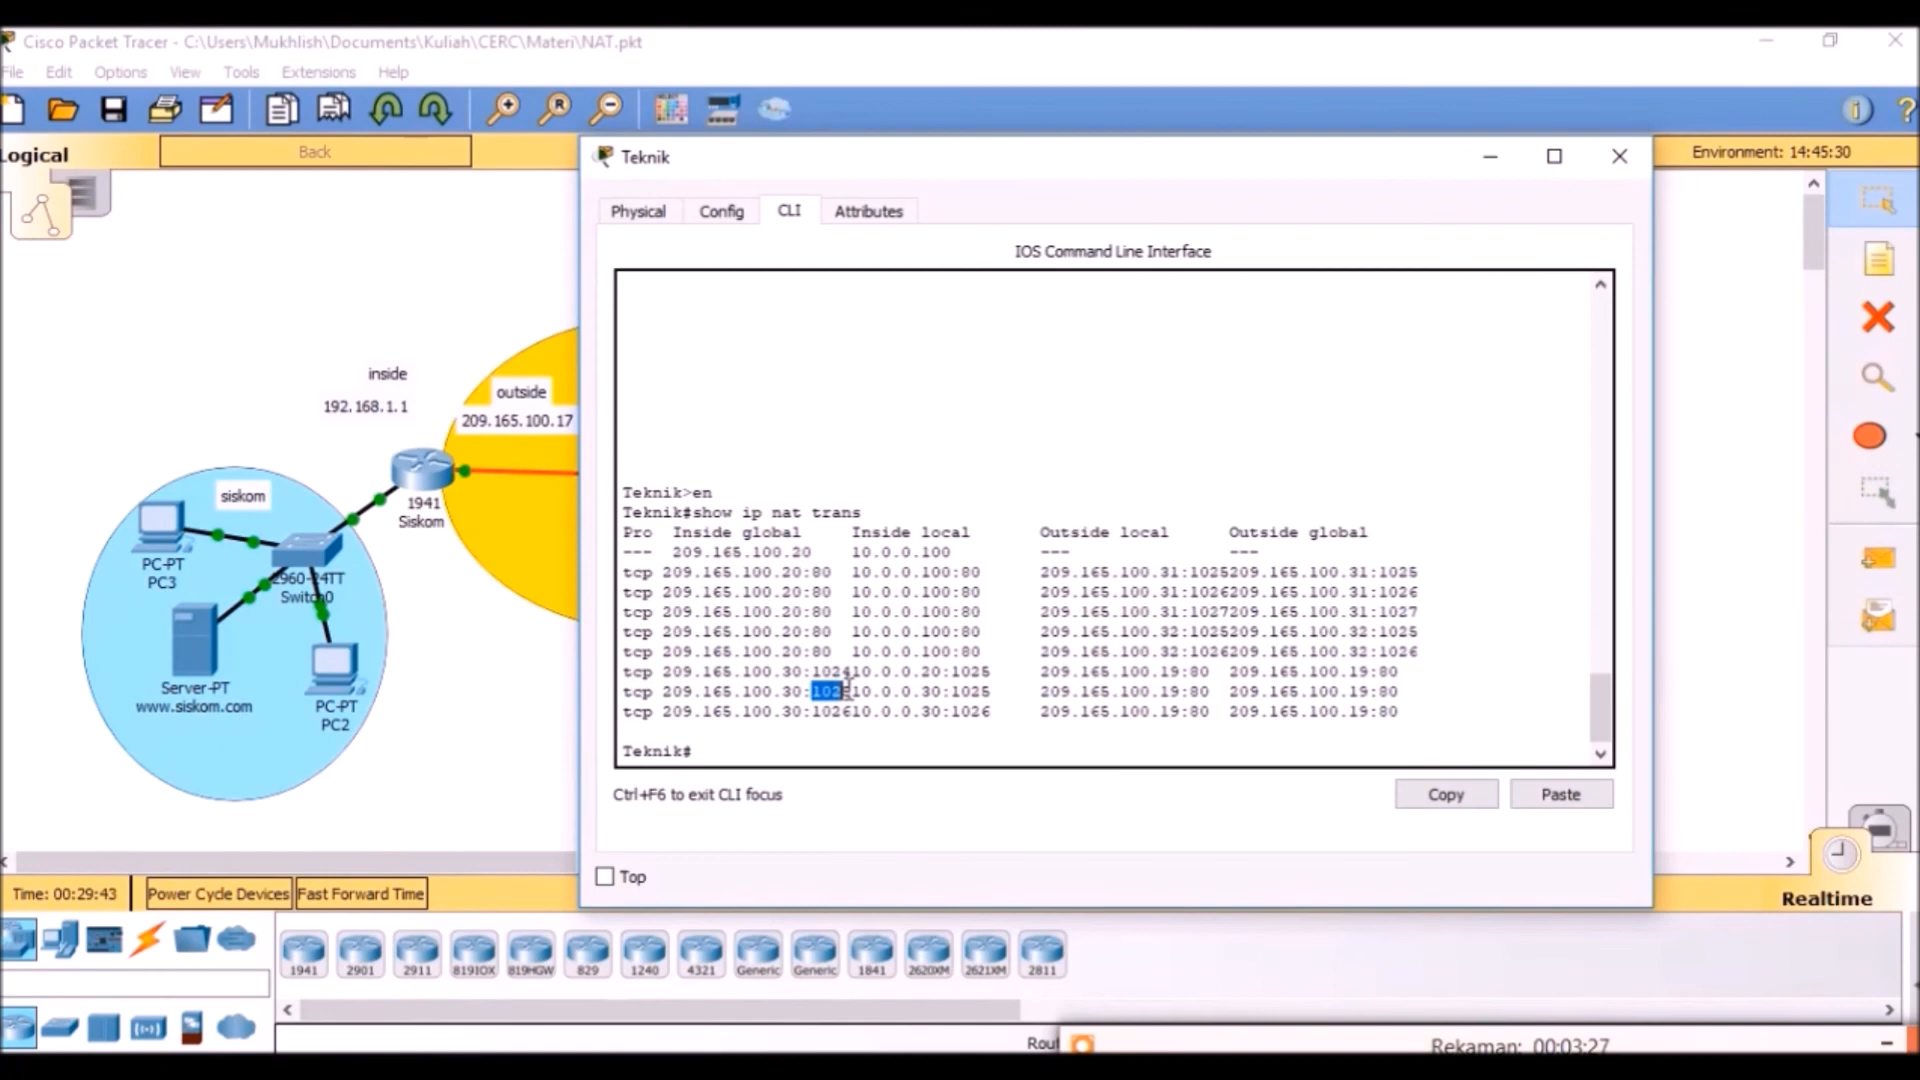 Cisco Packet Tracer - C:\Users\Mukhlish\Documents\Kuliah\CERC\Materi\NAT.pkt
File Edit Options View Tools Extensions Help
Logical
Back
Environment: 14:45:30
Teknik
Physical Config CLI Attributes
IOS Command Line Interface
inside
192.168.1.1
outside
209.165.100.17
1941
Siskom
siskom
PC-PT
PC3
2960-24TT
Switch0
Server-PT
www.siskom.com
PC-PT
PC2
Teknik>en
Teknik#show ip nat trans
Pro Inside global Inside local Outside local Outside global
--- 209.165.100.20 10.0.0.100 --- ---
tcp 209.165.100.20:80 10.0.0.100:80 209.165.100.31:1025209.165.100.31:1025
tcp 209.165.100.20:80 10.0.0.100:80 209.165.100.31:1026209.165.100.31:1026
tcp 209.165.100.20:80 10.0.0.100:80 209.165.100.31:1027209.165.100.31:1027
tcp 209.165.100.20:80 10.0.0.100:80 209.165.100.32:1025209.165.100.32:1025
tcp 209.165.100.20:80 10.0.0.100:80 209.165.100.32:1026209.165.100.32:1026
tcp 209.165.100.30:102410.0.0.20:1025 209.165.100.19:80 209.165.100.19:80
tcp 209.165.100.30:102510.0.0.30:1025 209.165.100.19:80 209.165.100.19:80
tcp 209.165.100.30:102610.0.0.30:1026 209.165.100.19:80 209.165.100.19:80
Teknik#
Ctrl+F6 to exit CLI focus
Copy
Paste
Top
Time: 00:29:43
Power Cycle Devices
Fast Forward Time
Realtime
1941 2901 2911 819IOX 819HGW 829 1240 4321 Generic Generic 1841 2620XM 2621XM 2811
Rout
Rekaman: 00:03:27